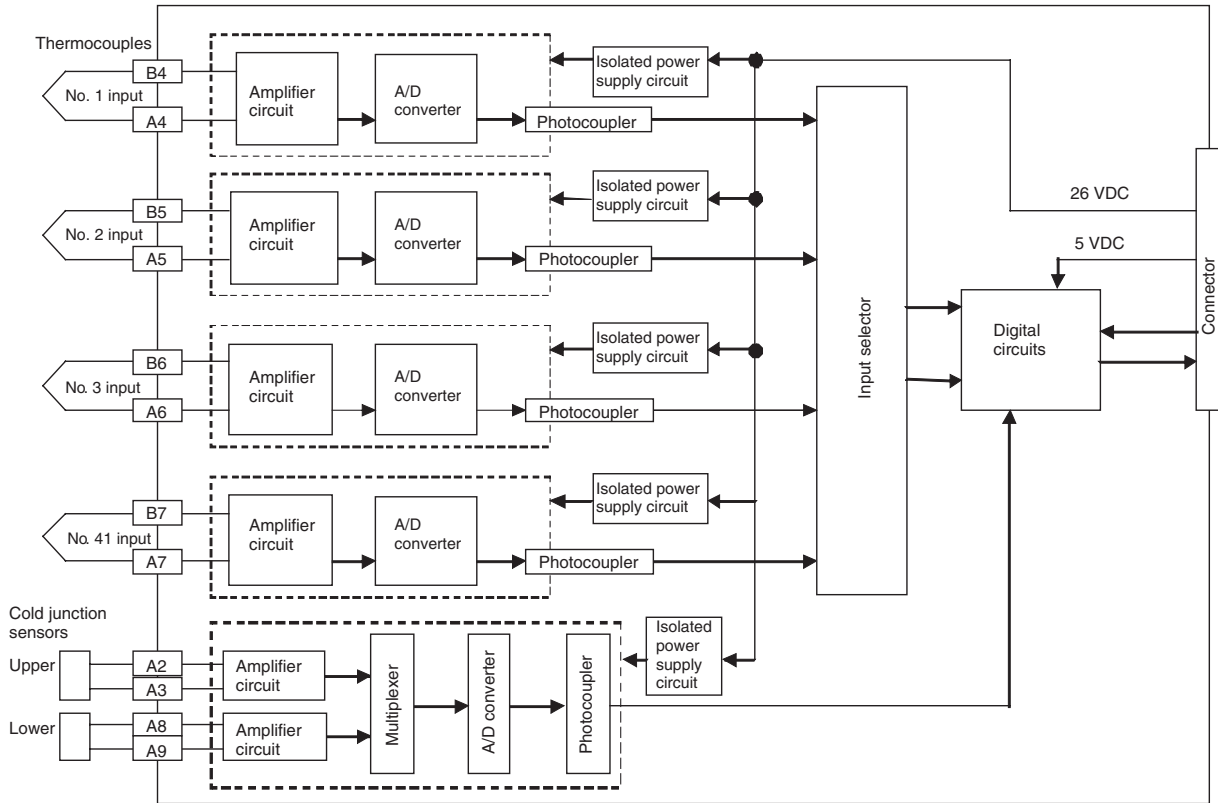 Thermocouples
B4
No. 1 input
A4
Amplifier
circuit
A/D
converter
Photocoupler
Isolated power
supply circuit
B5
No. 2 input
A5
Amplifier
circuit
A/D
converter
Photocoupler
Isolated power
supply circuit
B6
No. 3 input
A6
Amplifier
circuit
A/D
converter
Photocoupler
Isolated power
supply circuit
B7
No. 41 input
A7
Amplifier
circuit
A/D
converter
Photocoupler
Isolated power
supply circuit
Input selector
26 VDC
5 VDC
Digital
circuits
Connector
Cold junction
sensors
Upper
A2
A3
Lower
A8
A9
Amplifier
circuit
Amplifier
circuit
Multiplexer
A/D converter
Photocoupler
Isolated
power
supply
circuit